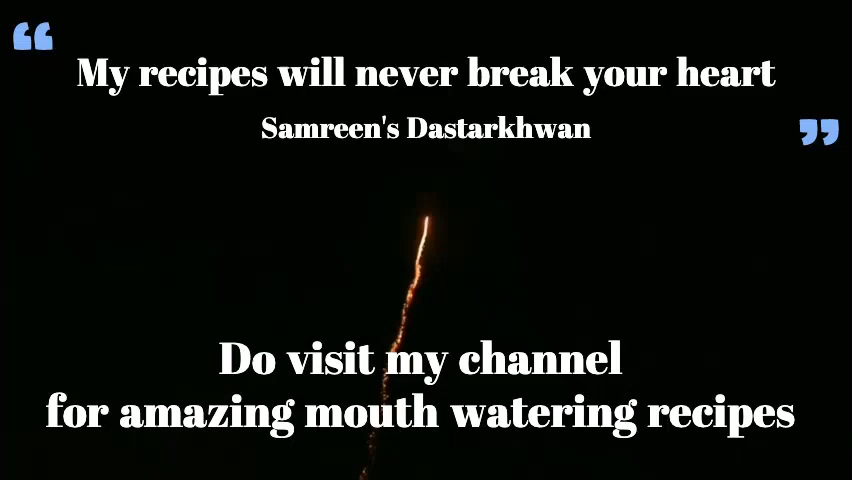 “
My recipes will never break your heart
Samreen's Dastarkhwan
”
Do visit my channel
for amazing mouth watering recipes